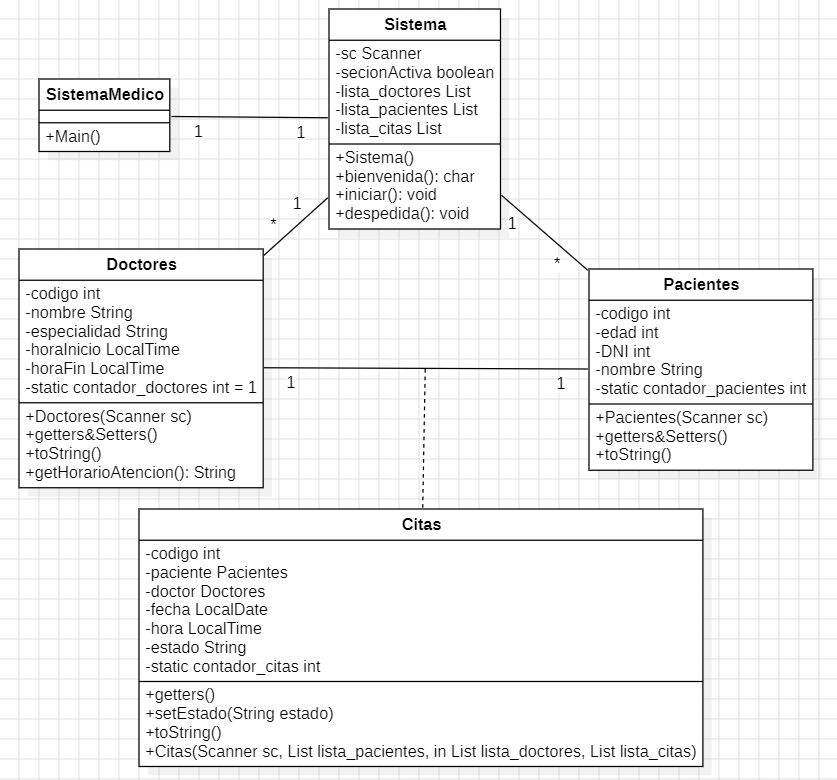 Sistema
-sc Scanner
-secionActiva boolean
-lista_doctores List
-lista_pacientes List
-lista_citas List
+Sistema()
+bienvenida(): char
+iniciar(): void
+despedida(): void
SistemaMedico
+Main()
1
1
1
*
1
*
Doctores
-codigo int
-nombre String
-especialidad String
-horaInicio LocalTime
-horaFin LocalTime
-static contador_doctores int = 1
+Doctores(Scanner sc)
+getters&Setters()
+toString()
+getHorarioAtencion(): String
1
1
Pacientes
-codigo int
-edad int
-DNI int
-nombre String
-static contador_pacientes int
+Pacientes(Scanner sc)
+getters&Setters()
+toString()
Citas
-codigo int
-paciente Pacientes
-doctor Doctores
-fecha LocalDate
-hora LocalTime
-estado String
-static contador_citas int
+getters()
+setEstado(String estado)
+toString()
+Citas(Scanner sc, List lista_pacientes, in List lista_doctores, List lista_citas)